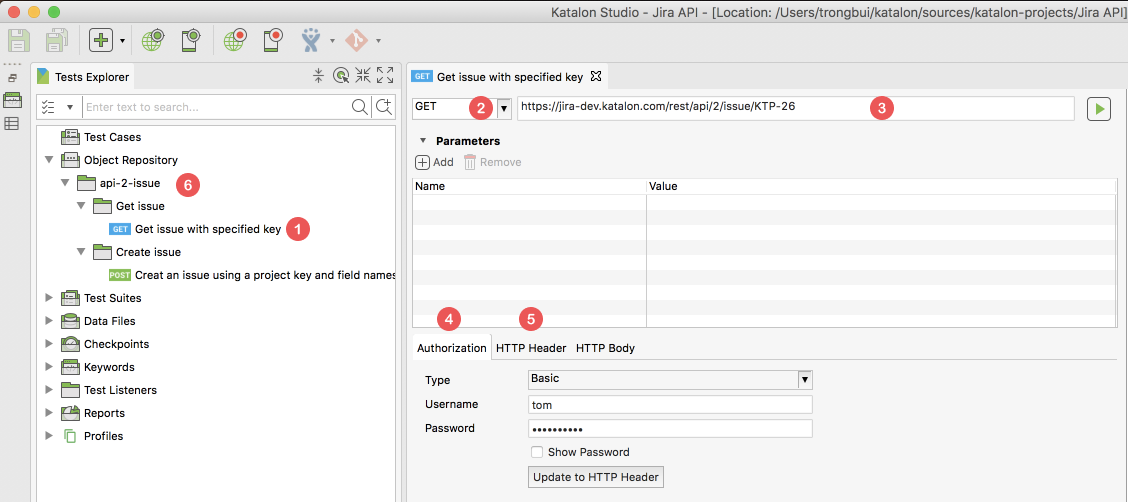 Katalon Studio - Jira API - [Location: /Users/trongbui/katalon/sources/katalon-projects/Jira API]
Tests Explorer
Enter text to search...
Test Cases
Object Repository
api-2-issue 6
Get issue
GET Get issue with specified key 1
Create issue
POST Creat an issue using a project key and field names
Test Suites
Data Files
Checkpoints
Keywords
Test Listeners
Reports
Profiles
GET Get issue with specified key
GET 2 https://jira-dev.katalon.com/rest/api/2/issue/KTP-26 3
Parameters
Add Remove
Name Value
4 5
Authorization HTTP Header HTTP Body
Type Basic
Username tom
Password ••••••••••
Show Password
Update to HTTP Header